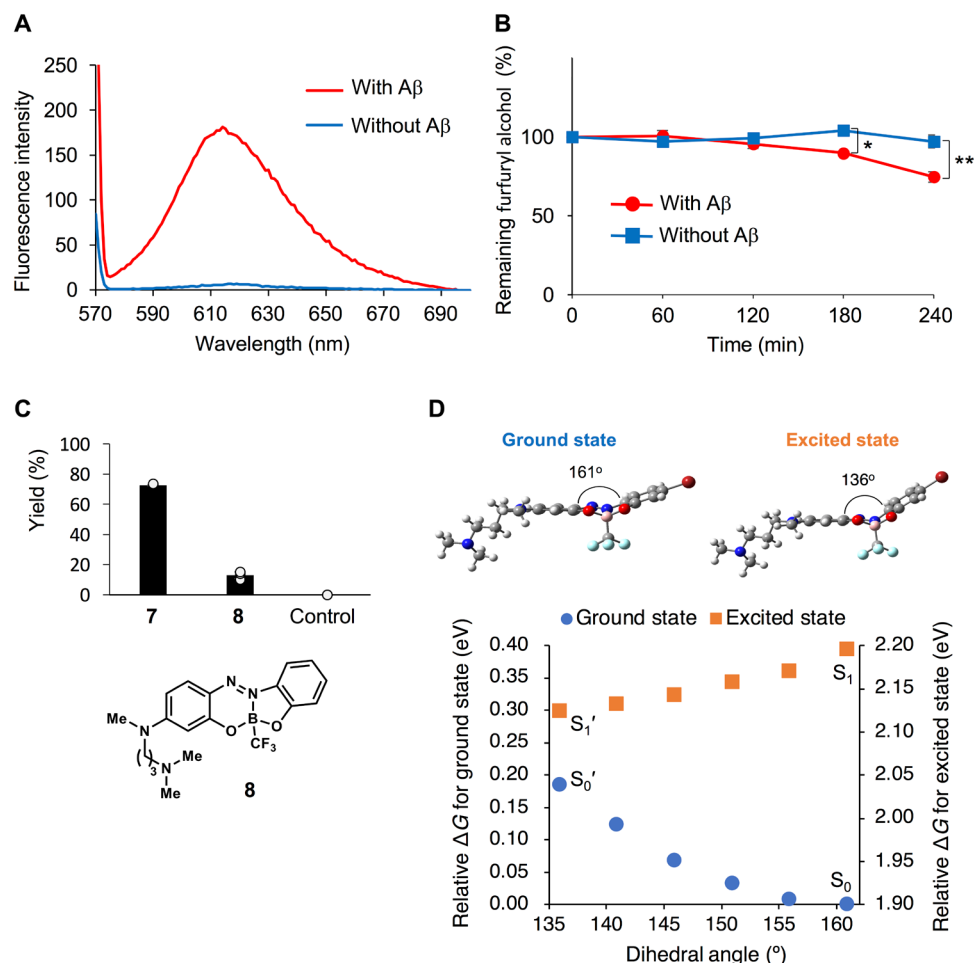 A
Fluorescence intensity
250
200
150
100
50
0
570 590 610 630 650 670 690
Wavelength (nm)
With Aβ
Without Aβ
B
Remaining furfuryl alcohol (%)
100
50
0
0 60 120 180 240
Time (min)
With Aβ
Without Aβ
*
**
C
Yield (%)
100
80
60
40
20
0
7 8 Control
N
N
Me
N
O
B
O
CF3
( )3
N
Me
Me
8
D
Ground state
Excited state
161º
136º
Ground state
Excited state
Relative ΔG for ground state (eV)
0.40
0.35
0.30
0.25
0.20
0.15
0.10
0.05
0.00
S1′
S0′
S1
S0
135 140 145 150 155 160
Dihedral angle (º)
2.20
2.15
2.10
2.05
2.00
1.95
1.90
Relative ΔG for excited state (eV)